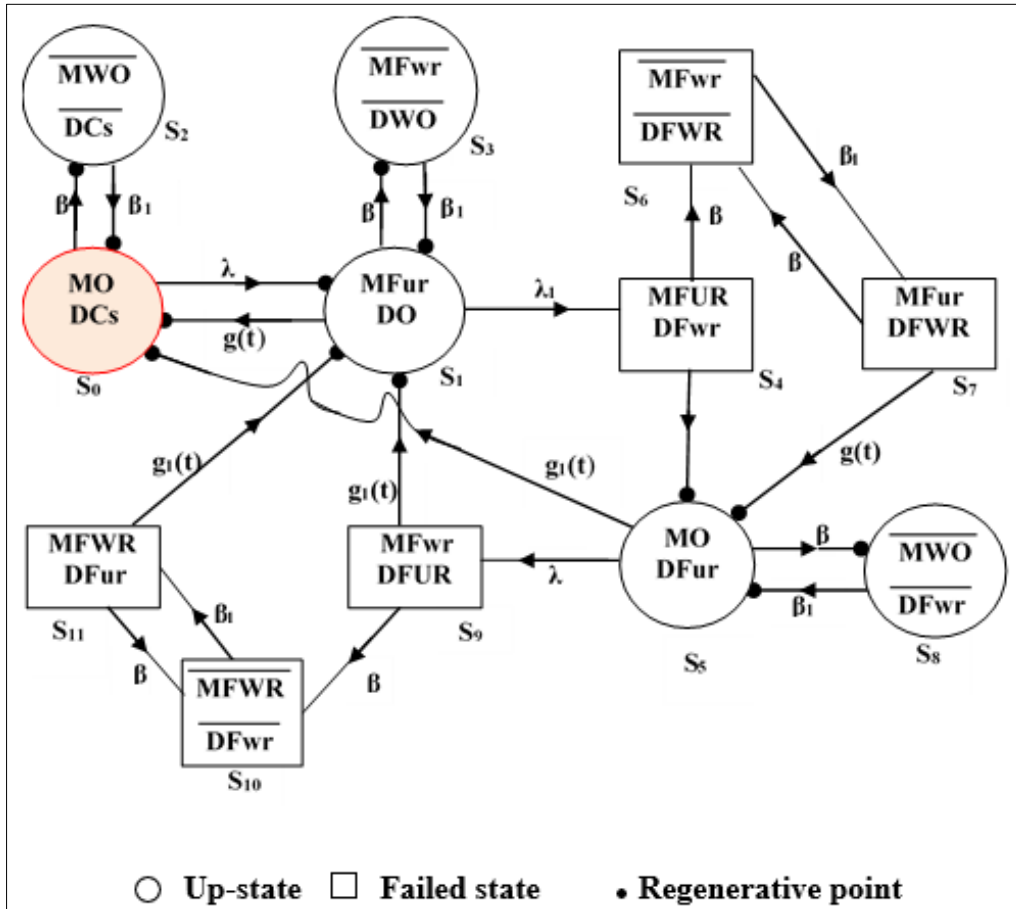 MWO
DCs
S₂
MFwr
DWO
S₃
MFwr
DFWR
S₆
β
β₁
β
β₁
β₁
β
β
MO
DCs
S₀
λ
g(t)
MFur
DO
S₁
λ₁
MFUR
DFwr
S₄
MFur
DFWR
S₇
g₁(t)
g₁(t)
g₁(t)
g(t)
MFWR
DFur
S₁₁
MFwr
DFUR
S₉
λ
MO
DFur
S₅
β
β₁
MWO
DFwr
S₈
β₁
β
β
MFWR
DFwr
S₁₀
Up-state Failed state • Regenerative point